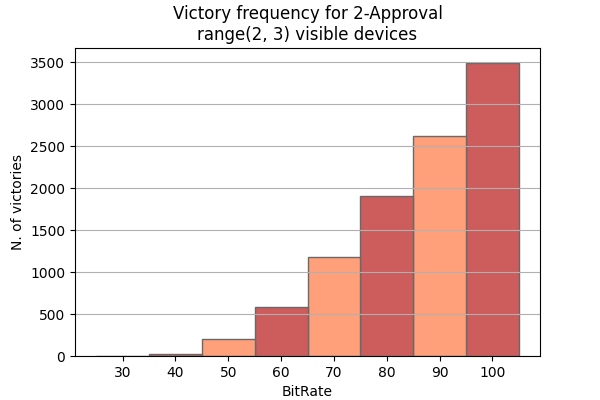 Victory frequency for 2-Approval
range(2, 3) visible devices
3500
3000
2500
2000
1500
1000
500
0
N. of victories
30 40 50 60 70 80 90 100
BitRate